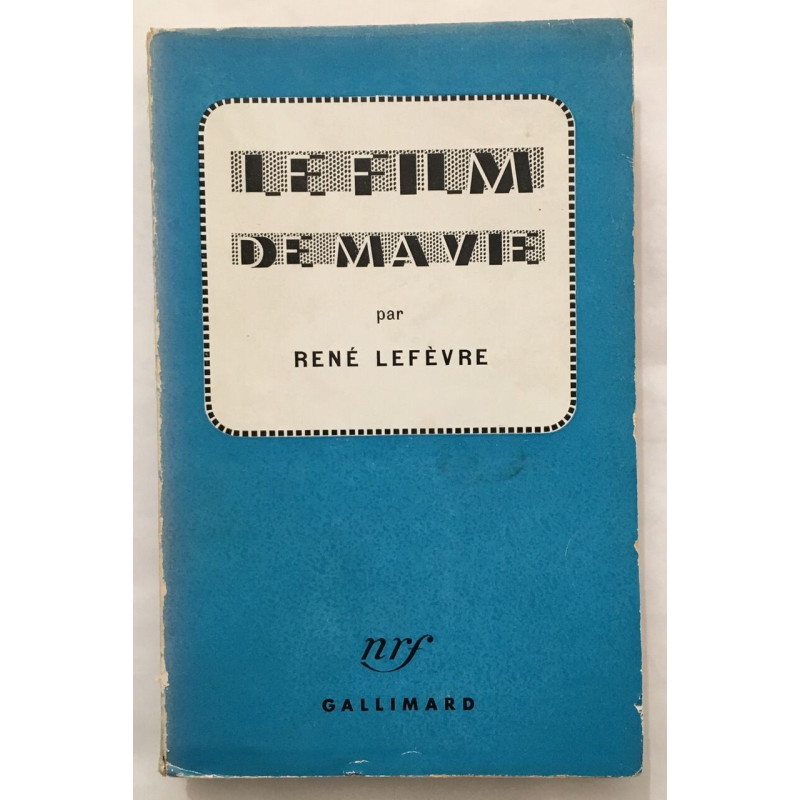 LE FILM
DE MA VIE
par
RENÉ LEFÈVRE
nrf
GALLIMARD